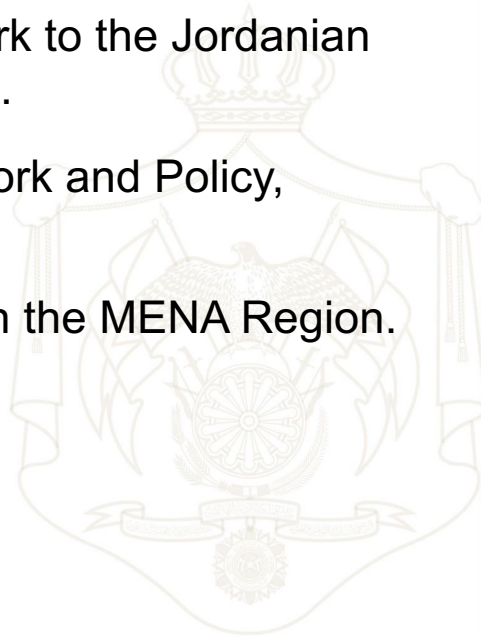 rk to the Jordanian
.
ork and Policy,
n the MENA Region.